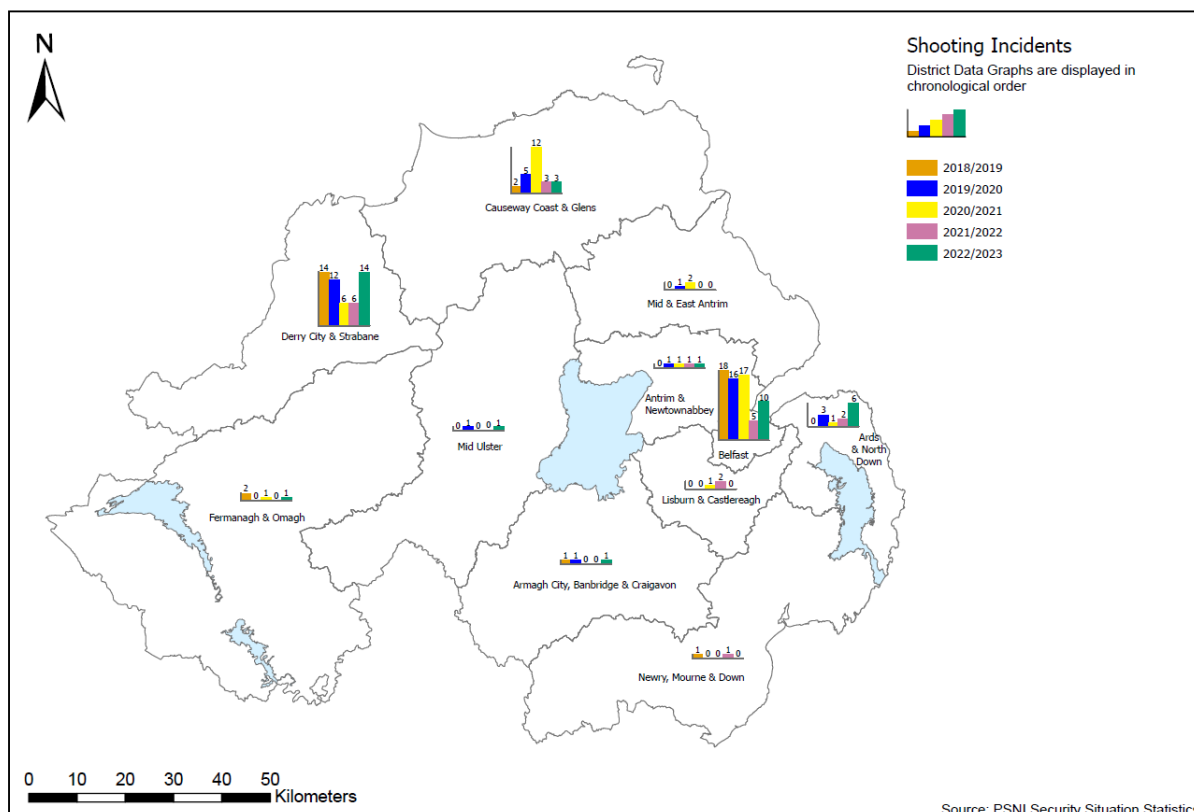 N
Shooting Incidents
District Data Graphs are displayed in
chronological order
2018/2019
2019/2020
2020/2021
2021/2022
2022/2023
2 5 12 3 3
Causeway Coast & Glens
14 12 6 6 14
Derry City & Strabane
0 1 2 0 0
Mid & East Antrim
0 1 1 1 1
Antrim &
Newtownabbey
18 16 17 5 10
Belfast
0 3 1 2 6
Ards
& North
Down
0 1 0 0 1
Mid Ulster
0 0 1 2 0
Lisburn & Castlereagh
2 0 1 0 1
Fermanagh & Omagh
1 1 0 0 1
Armagh City, Banbridge & Craigavon
1 0 0 1 0
Newry, Mourne & Down
0 10 20 30 40 50
Kilometers
Source: PSNI Security Situation Statistics